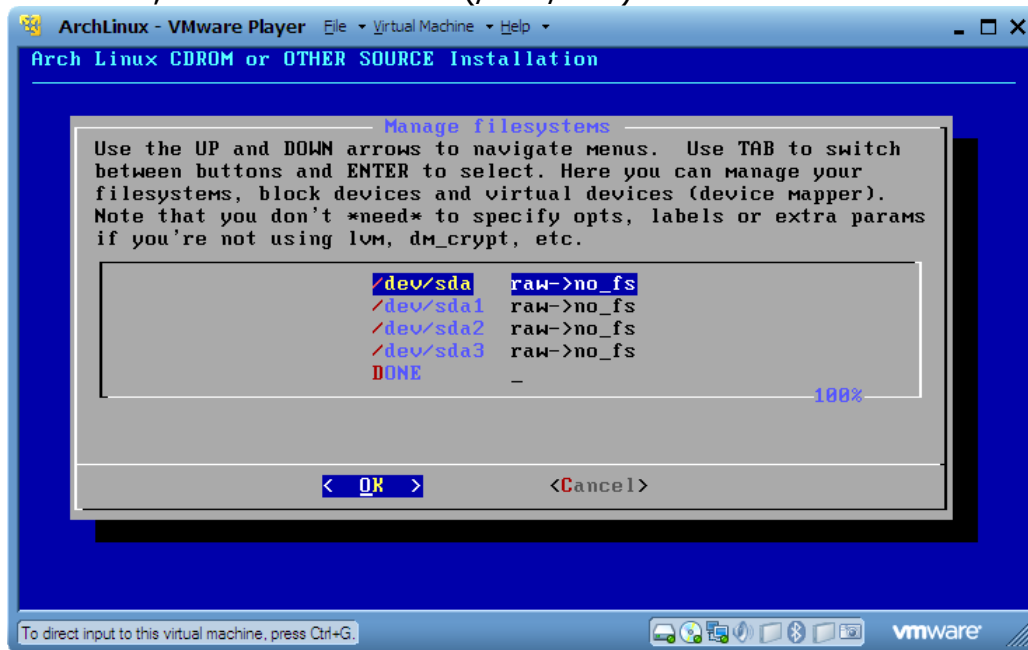 ArchLinux - VMware Player File Virtual Machine Help
Arch Linux CDROM or OTHER SOURCE Installation
Manage filesystems
Use the UP and DOWN arrows to navigate menus. Use TAB to switch
between buttons and ENTER to select. Here you can manage your
filesystems, block devices and virtual devices (device mapper).
Note that you don't *need* to specify opts, labels or extra params
if you're not using lvm, dm_crypt, etc.
/dev/sda raw->no_fs
/dev/sda1 raw->no_fs
/dev/sda2 raw->no_fs
/dev/sda3 raw->no_fs
DONE _
100%
< OK > <Cancel>
To direct input to this virtual machine, press Ctrl+G. vmware